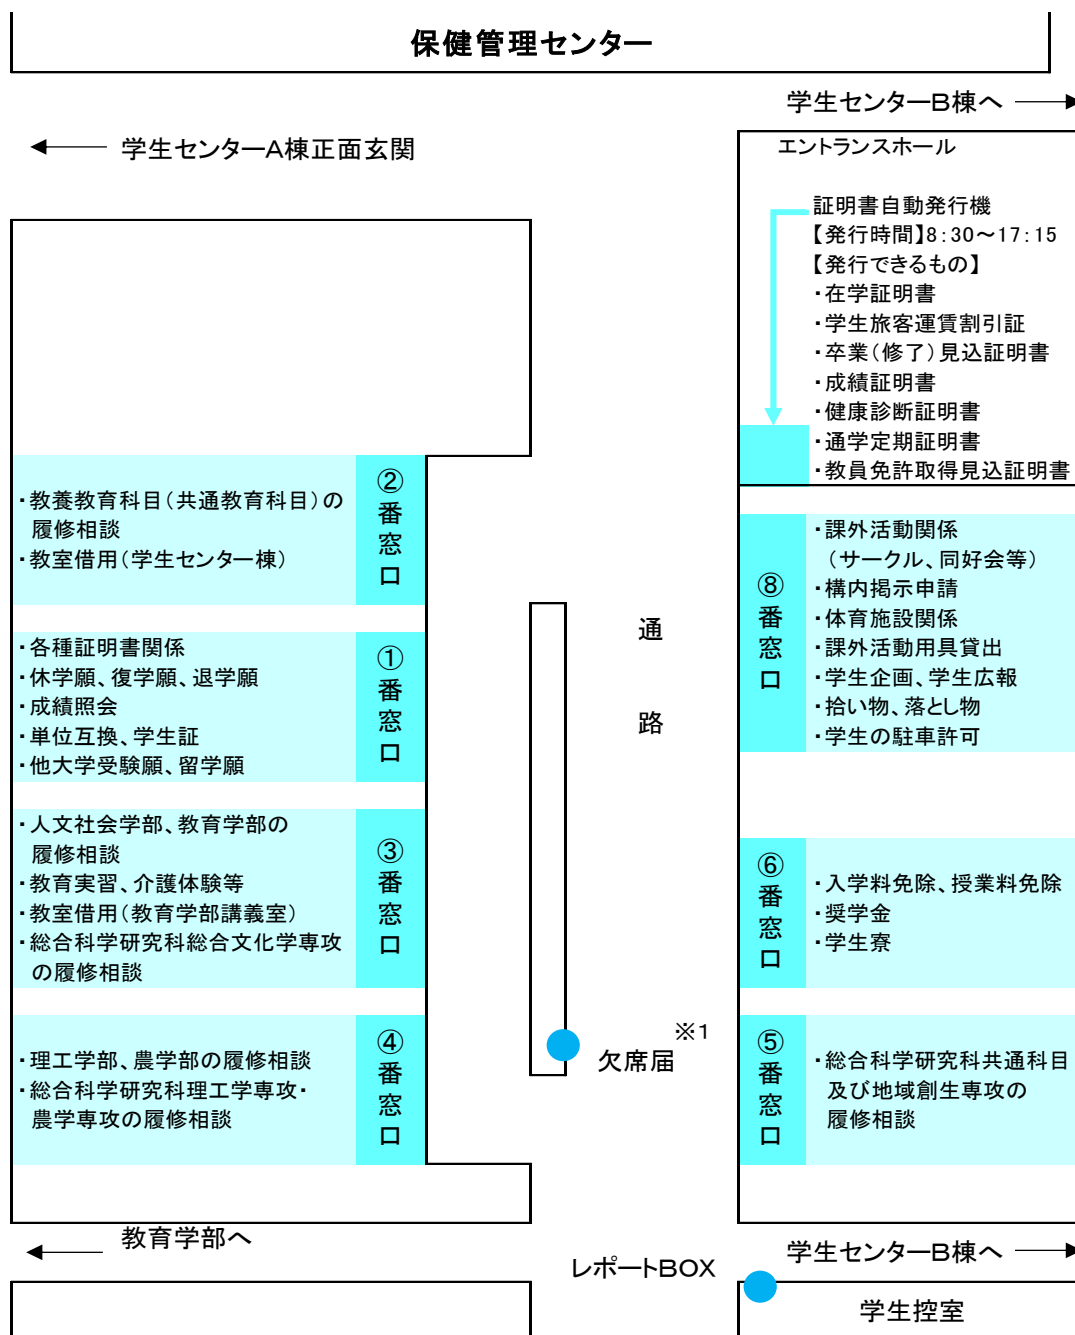 保健管理センター
学生センターB棟へ
学生センターA棟正面玄関
エントランスホール
証明書自動発行機
【発行時間】8:30～17:15
【発行できるもの】
・在学証明書
・学生旅客運賃割引証
・卒業(修了)見込証明書
・成績証明書
・健康診断証明書
・通学定期証明書
・教員免許取得見込証明書
・教養教育科目(共通教育科目)の
履修相談
・教室借用(学生センター棟)
②番窓口
・各種証明書関係
・休学願、復学願、退学願
・成績照会
・単位互換、学生証
・他大学受験願、留学願
①番窓口
・人文社会学部、教育学部の
履修相談
・教育実習、介護体験等
・教室借用(教育学部講義室)
・総合科学研究科総合文化学専攻
の履修相談
③番窓口
・理工学部、農学部の履修相談
・総合科学研究科理工学専攻・
農学専攻の履修相談
④番窓口
通路
欠席届
※1
⑧番窓口
・課外活動関係
(サークル、同好会等)
・構内掲示申請
・体育施設関係
・課外活動用具貸出
・学生企画、学生広報
・拾い物、落とし物
・学生の駐車許可
⑥番窓口
・入学料免除、授業料免除
・奨学金
・学生寮
⑤番窓口
・総合科学研究科共通科目
及び地域創生専攻の
履修相談
教育学部へ
レポートBOX
学生センターB棟へ
学生控室